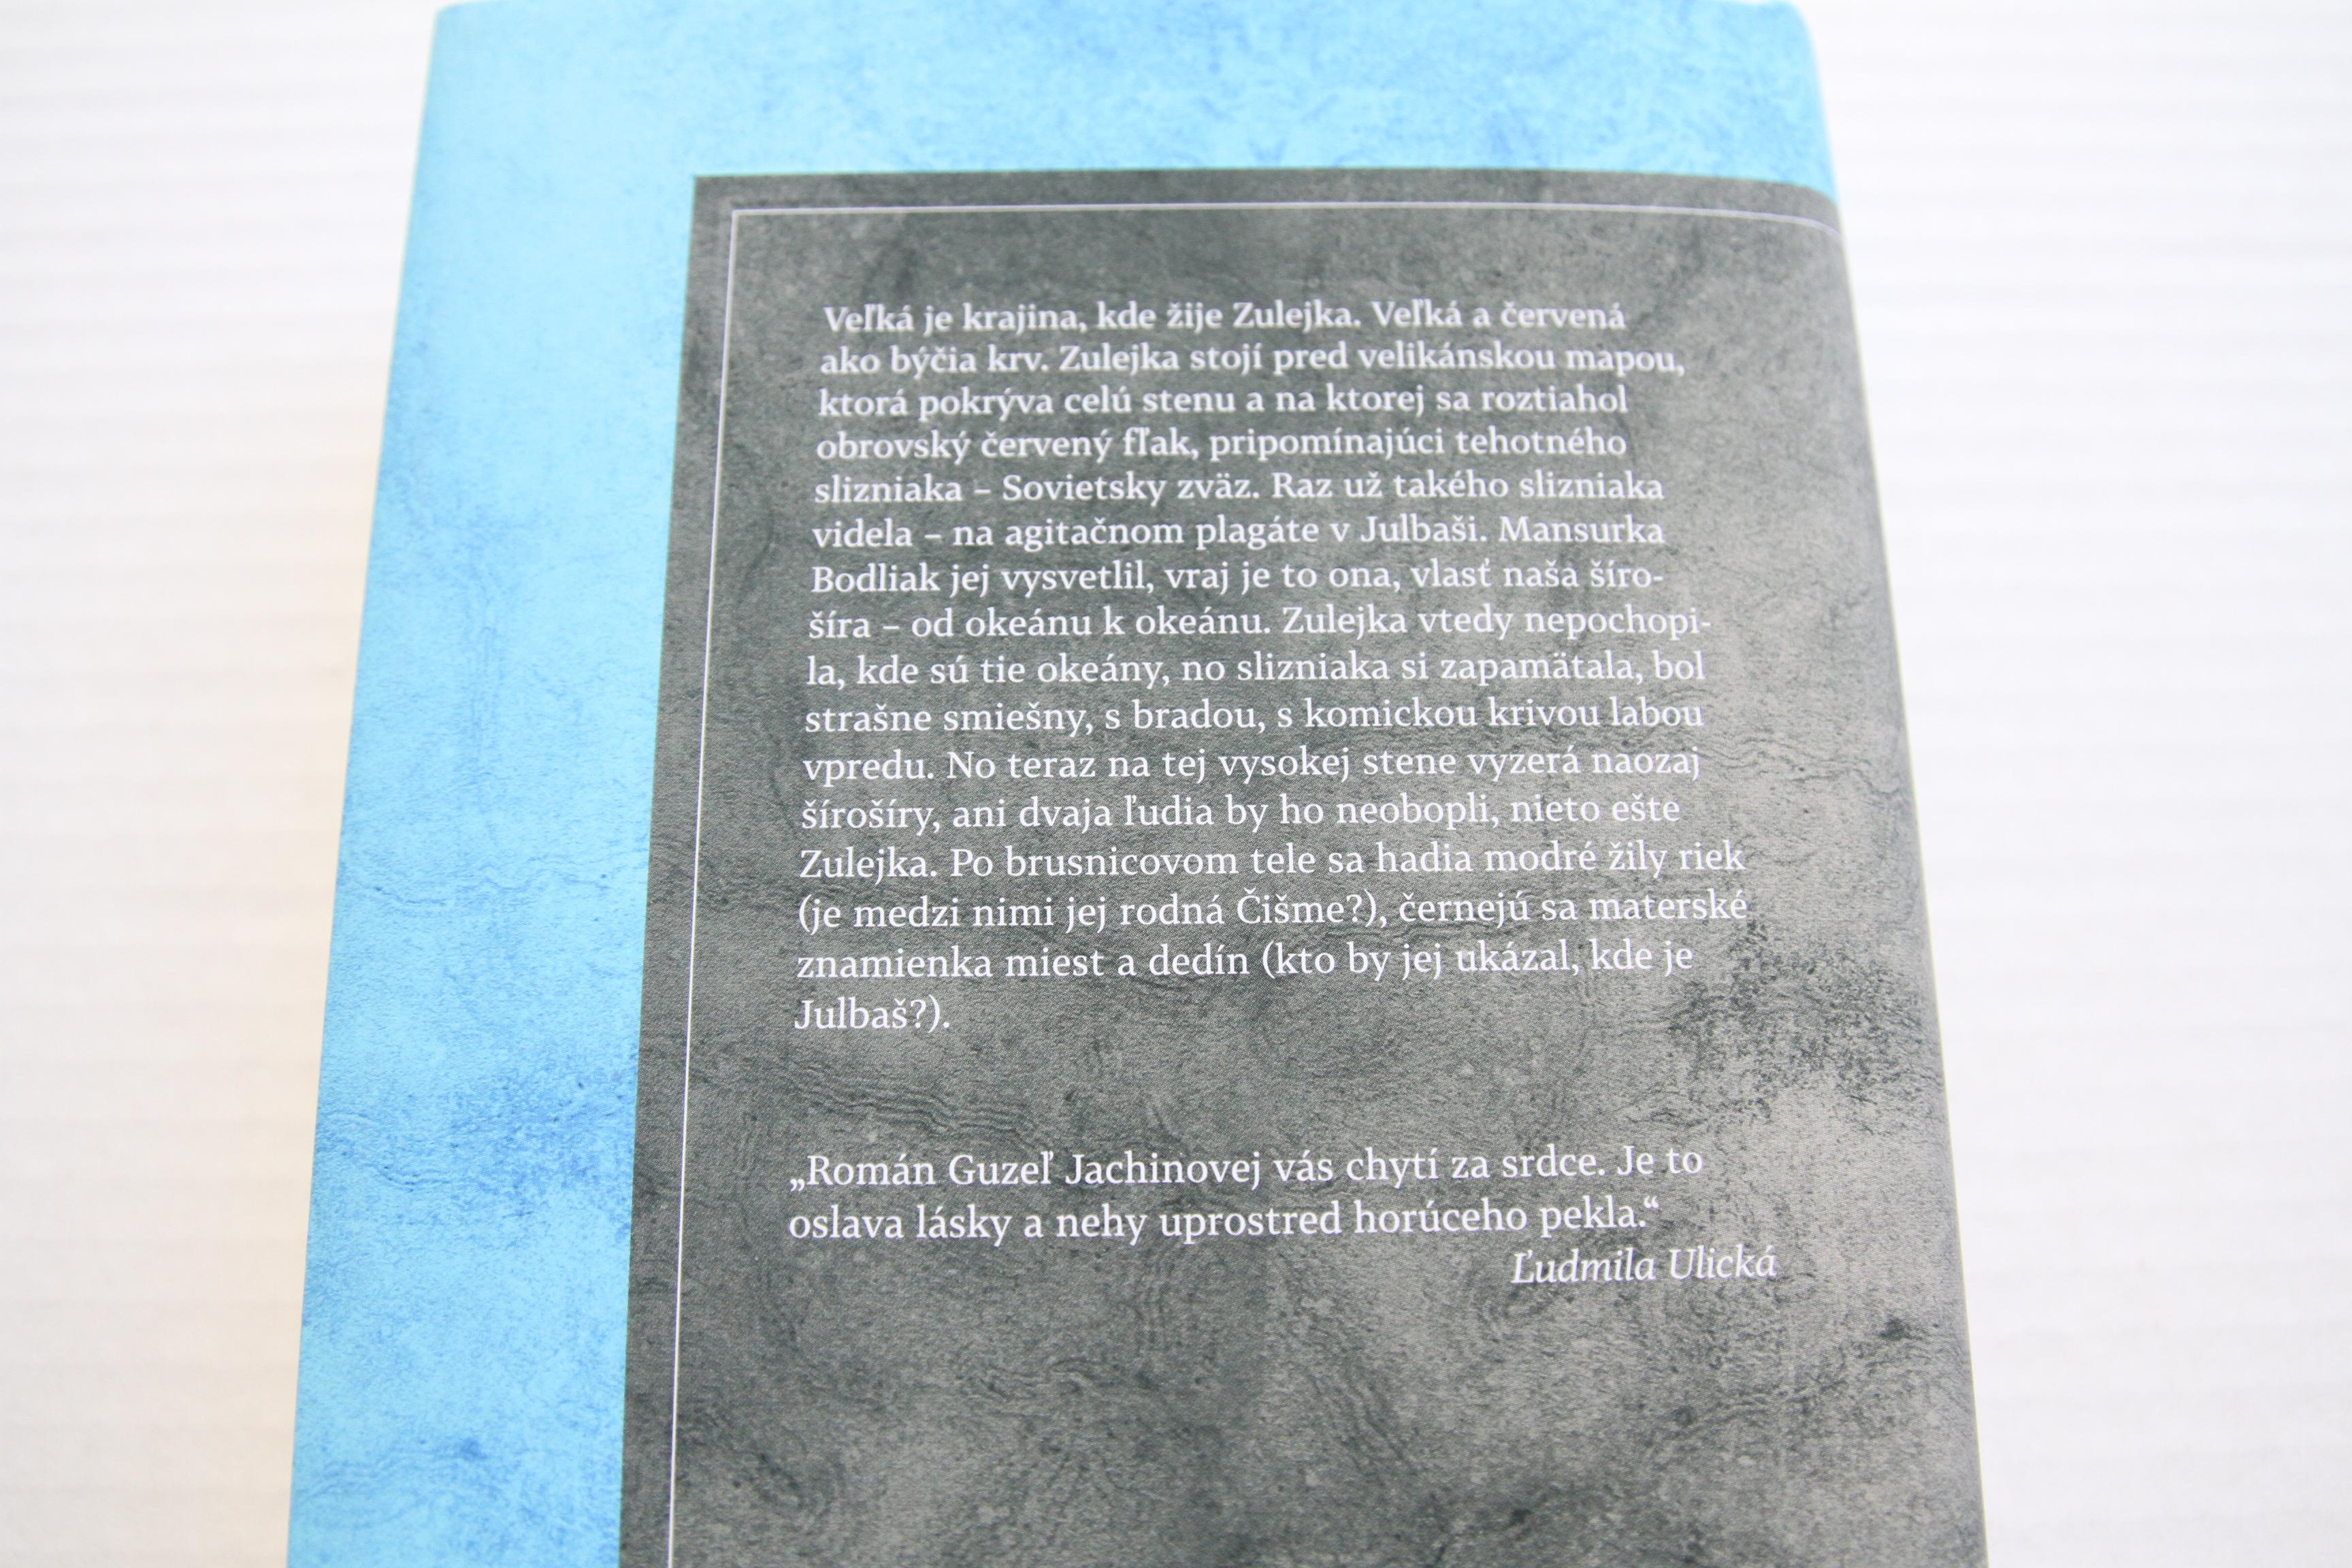 Veľká je krajina, kde žije Zulejka. Veľká a červená
ako býčia krv. Zulejka stojí pred velikánskou mapou,
ktorá pokrýva celú stenu a na ktorej sa roztiahol
obrovský červený fľak, pripomínajúci tehotného
slizniaka – Sovietsky zväz. Raz už takého slizniaka
videla – na agitačnom plagáte v Julbaši. Mansurka
Bodliak jej vysvetlil, vraj je to ona, vlasť naša šíro-
šíra – od okeánu k okeánu. Zulejka vtedy nepochopi-
la, kde sú tie okeány, no slizniaka si zapamätala, bol
strašne smiešny, s bradou, s komickou krivou labou
vpredu. No teraz na tej vysokej stene vyzerá naozaj
šírošíry, ani dvaja ľudia by ho neobopli, nieto ešte
Zulejka. Po brusnicovom tele sa hadia modré žily riek
(je medzi nimi jej rodná Čišme?), černejú sa materské
znamienka miest a dedín (kto by jej ukázal, kde je
Julbaš?).
„Román Guzeľ Jachinovej vás chytí za srdce. Je to
oslava lásky a nehy uprostred horúceho pekla.“
Ľudmila Ulická